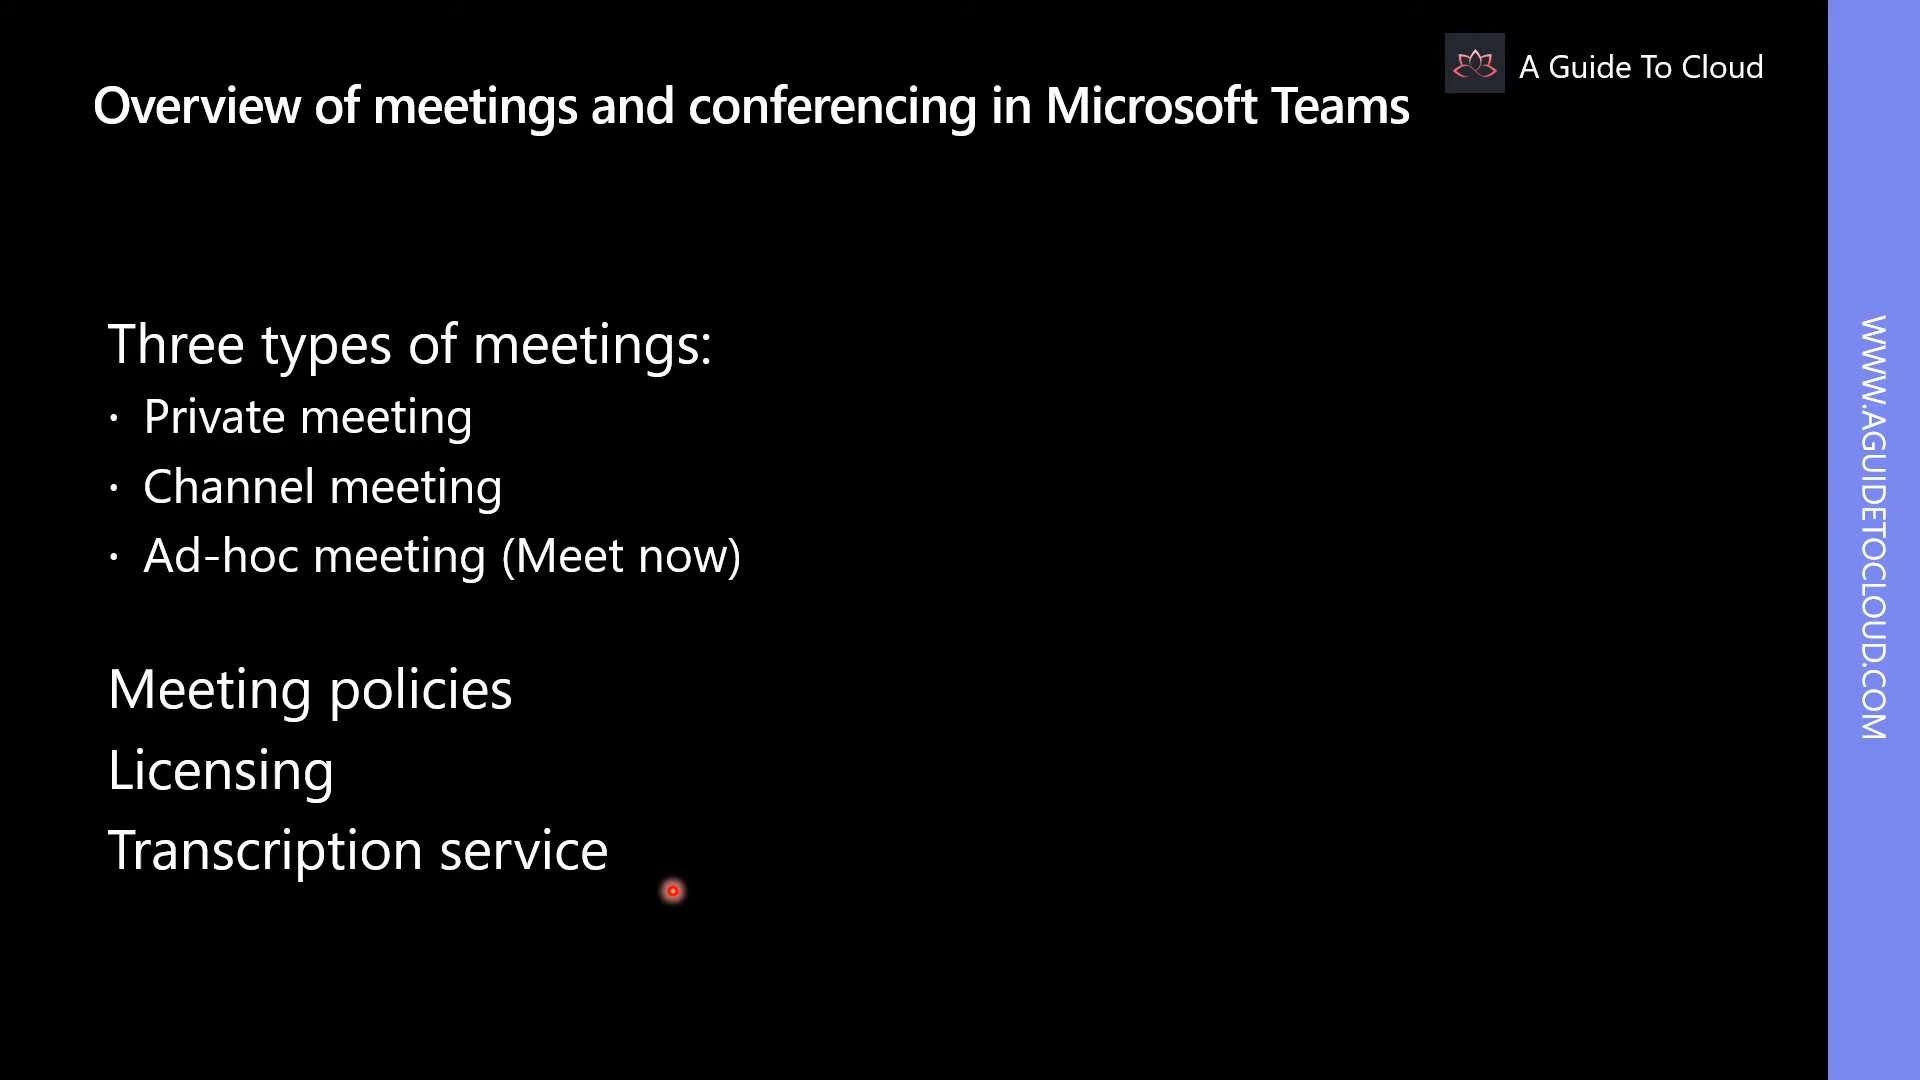 A Guide To Cloud
Overview of meetings and conferencing in Microsoft Teams
Three types of meetings:
· Private meeting
· Channel meeting
· Ad-hoc meeting (Meet now)
Meeting policies
Licensing
Transcription service
WWW.AGUIDETOCLOUD.COM